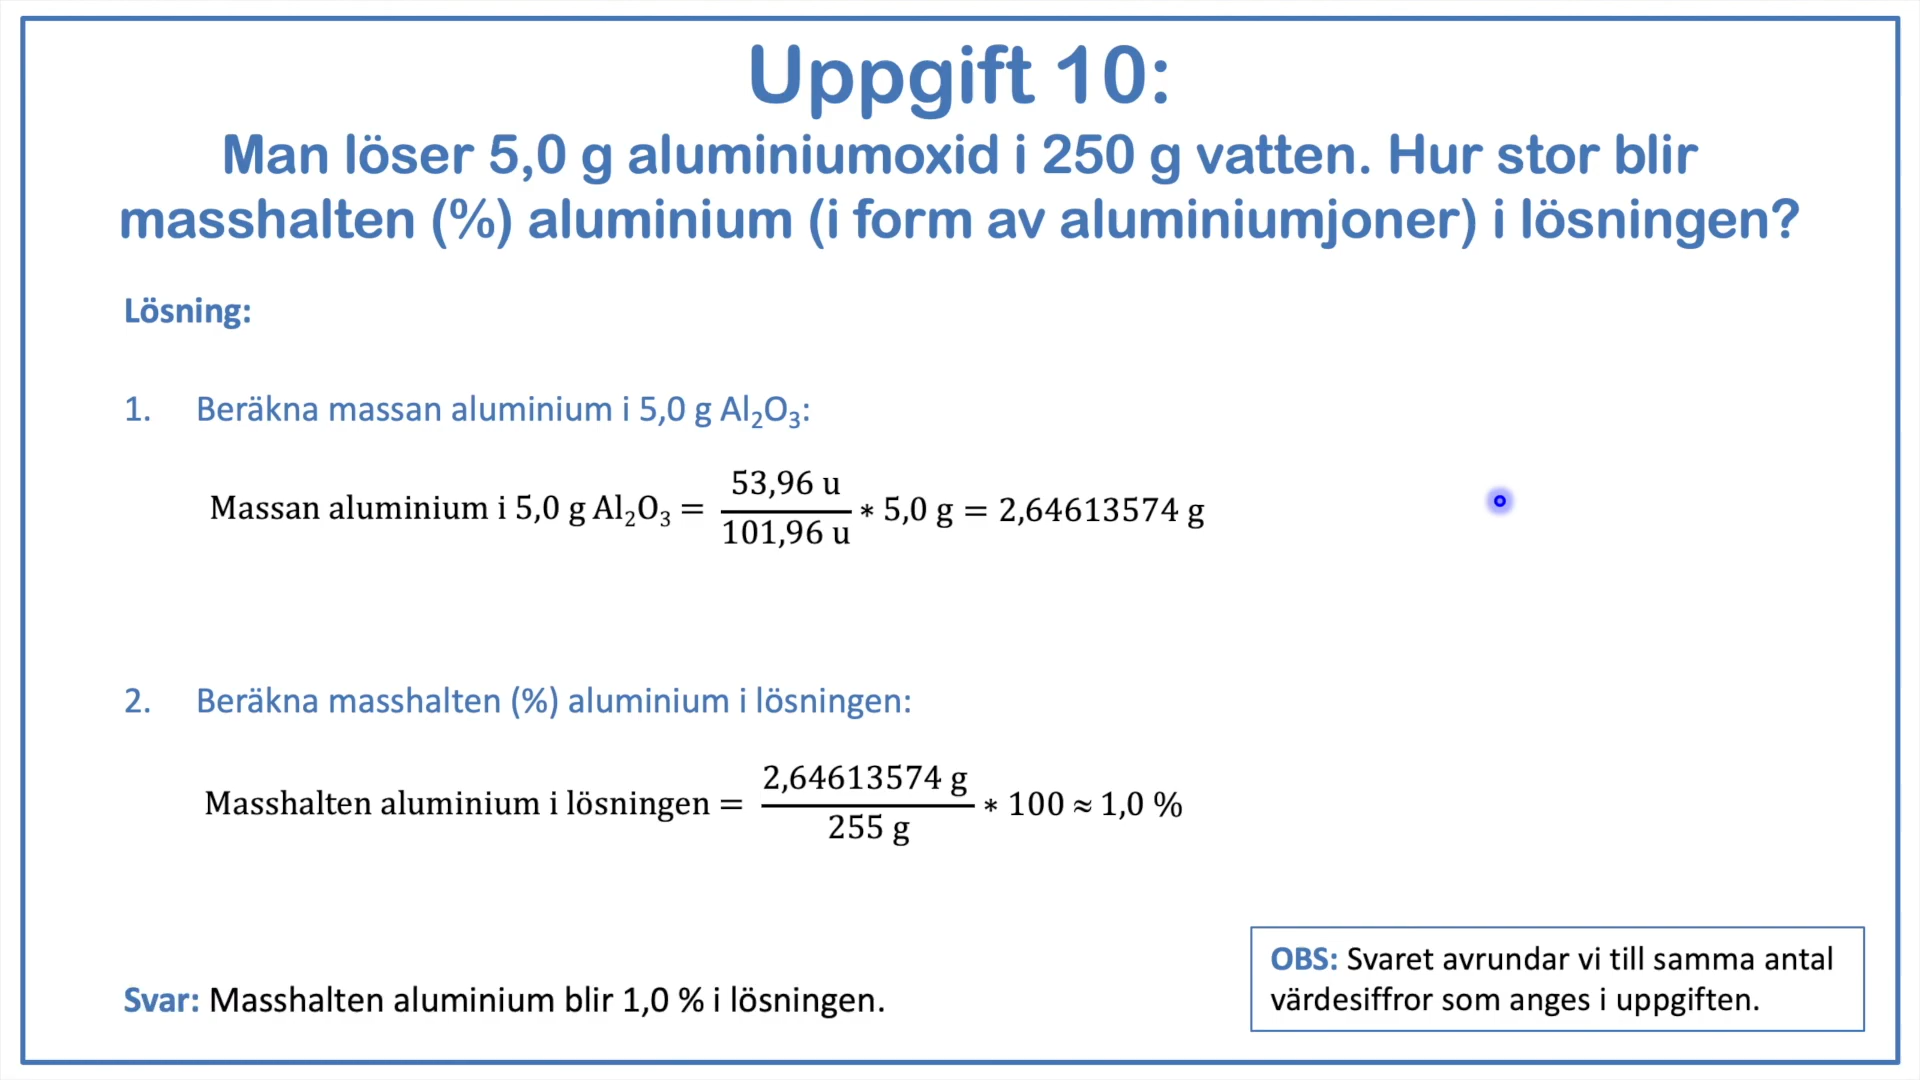 Uppgift 10:
Man löser 5,0 g aluminiumoxid i 250 g vatten. Hur stor blir
masshalten (%) aluminium (i form av aluminiumjoner) i lösningen?
Lösning:
1. Beräkna massan aluminium i 5,0 g Al₂O₃:
Massan aluminium i 5,0 g Al₂O₃ = 53,96 u / 101,96 u * 5,0 g = 2,64613574 g
2. Beräkna masshalten (%) aluminium i lösningen:
Masshalten aluminium i lösningen = 2,64613574 g / 255 g * 100 ≈ 1,0 %
OBS: Svaret avrundar vi till samma antal
värdesiffror som anges i uppgiften.
Svar: Masshalten aluminium blir 1,0 % i lösningen.